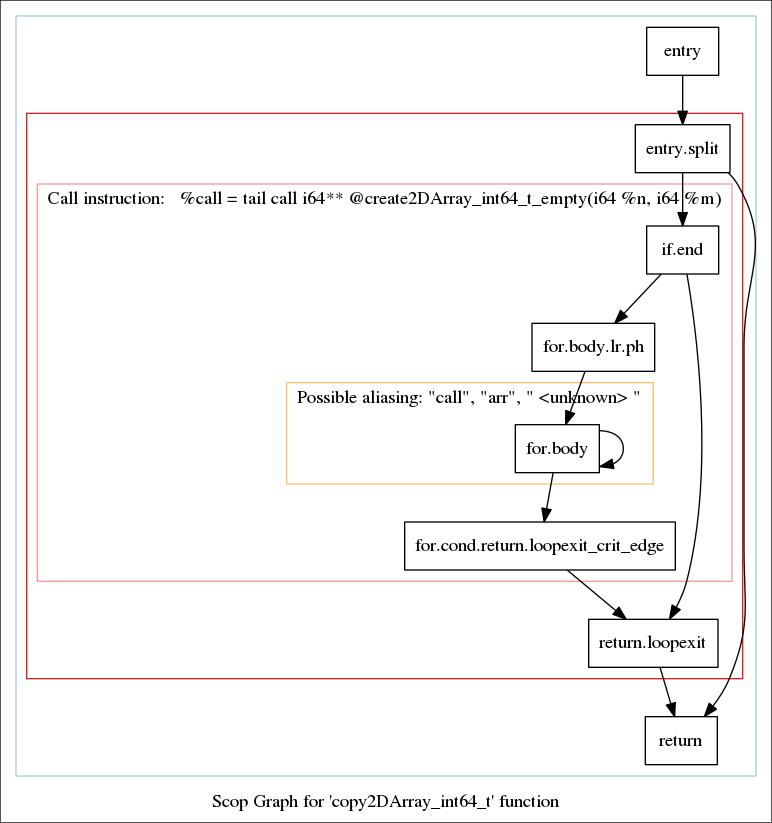 entry
entry.split
Call instruction:   %call = tail call i64** @create2DArray_int64_t_empty(i64 %n, i64 %m)
if.end
for.body.lr.ph
Possible aliasing: "call", "arr", " <unknown> "
for.body
for.cond.return.loopexit_crit_edge
return.loopexit
return
Scop Graph for 'copy2DArray_int64_t' function